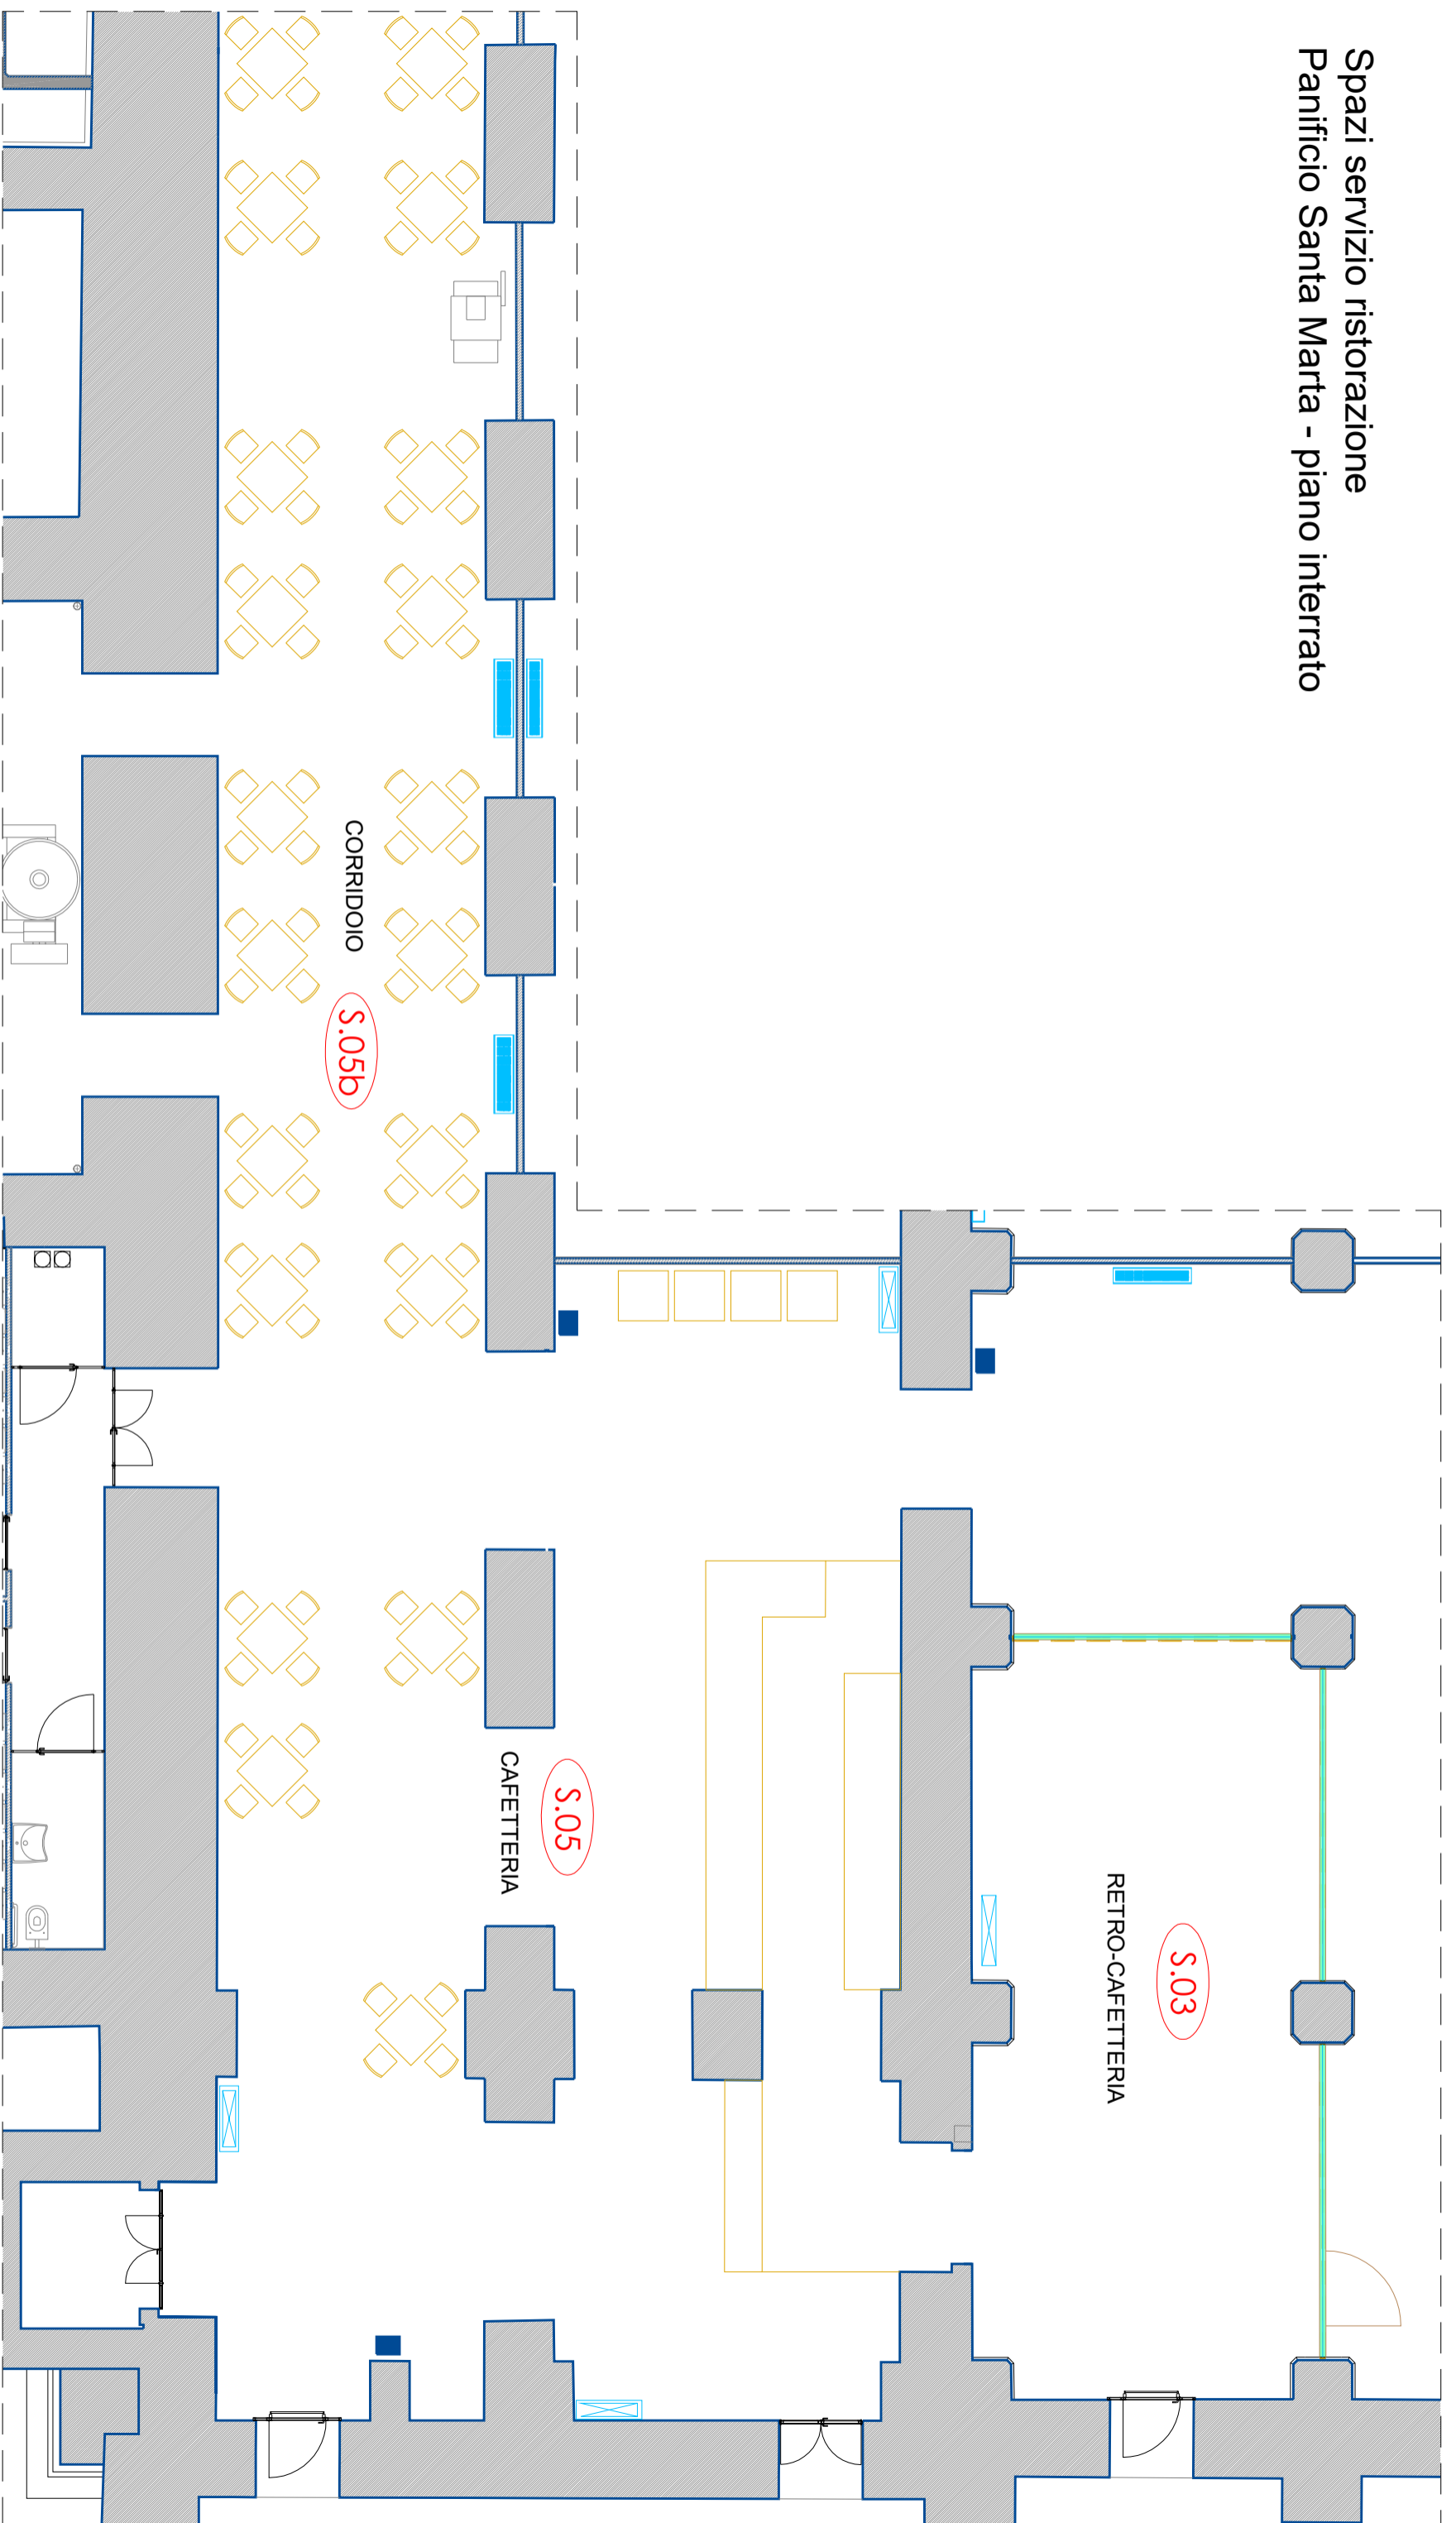 Spazi servizio ristorazione
Panificio Santa Marta - piano interrato
CORRIDOIO
S.05b
S.05
CAFETTERIA
S.03
RETRO-CAFETTERIA